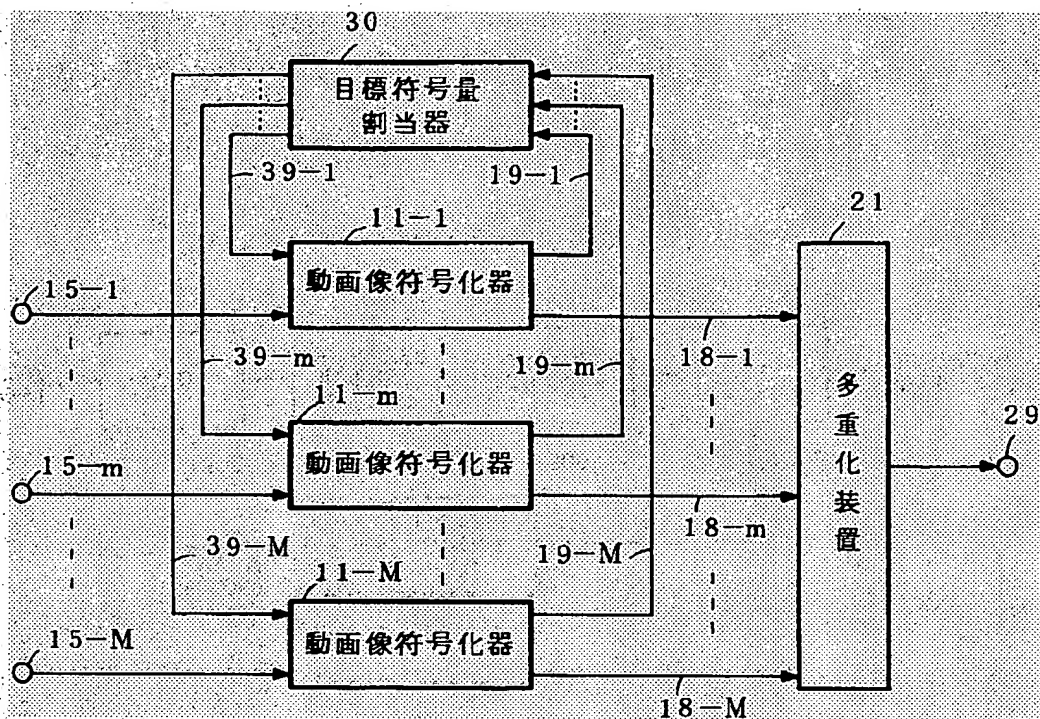 30
目標符号量
割当器
39-1
19-1
11-1
21
動画像符号化器
15-1
18-1
39-m
19-m
11-m
多重化装置
29
動画像符号化器
15-m
18-m
39-M
19-M
11-M
動画像符号化器
15-M
18-M